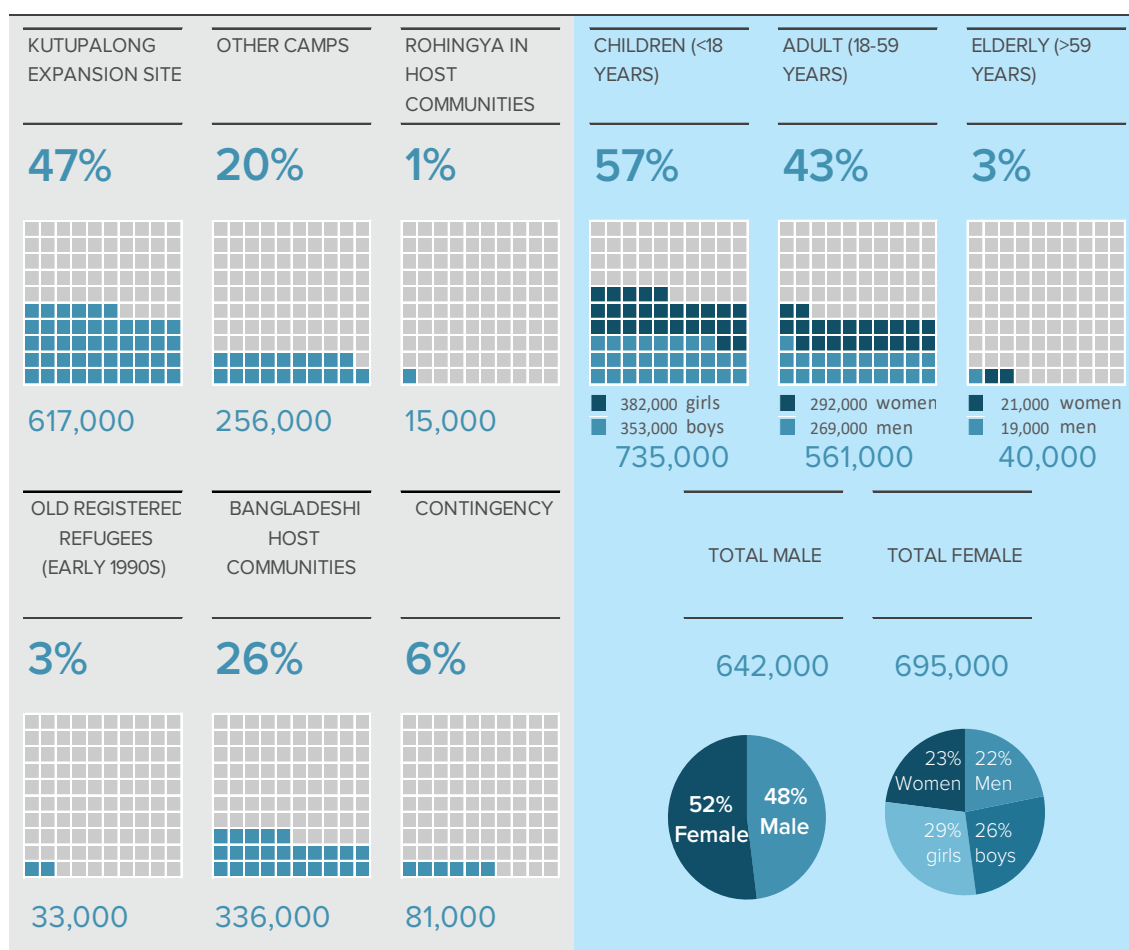 KUTUPALONG
EXPANSION SITE
47%
617,000
OTHER CAMPS
20%
256,000
ROHINGYA IN
HOST
COMMUNITIES
1%
15,000
CHILDREN (<18
YEARS)
57%
382,000 girls
353,000 boys
735,000
ADULT (18-59
YEARS)
43%
292,000 women
269,000 men
561,000
ELDERLY (>59
YEARS)
3%
21,000 women
19,000 men
40,000
OLD REGISTERED
REFUGEES
(EARLY 1990S)
3%
33,000
BANGLADESHI
HOST
COMMUNITIES
26%
336,000
CONTINGENCY
6%
81,000
TOTAL MALE
642,000
52%
Female
48%
Male
TOTAL FEMALE
695,000
23%
Women
22%
Men
29%
girls
26%
boys